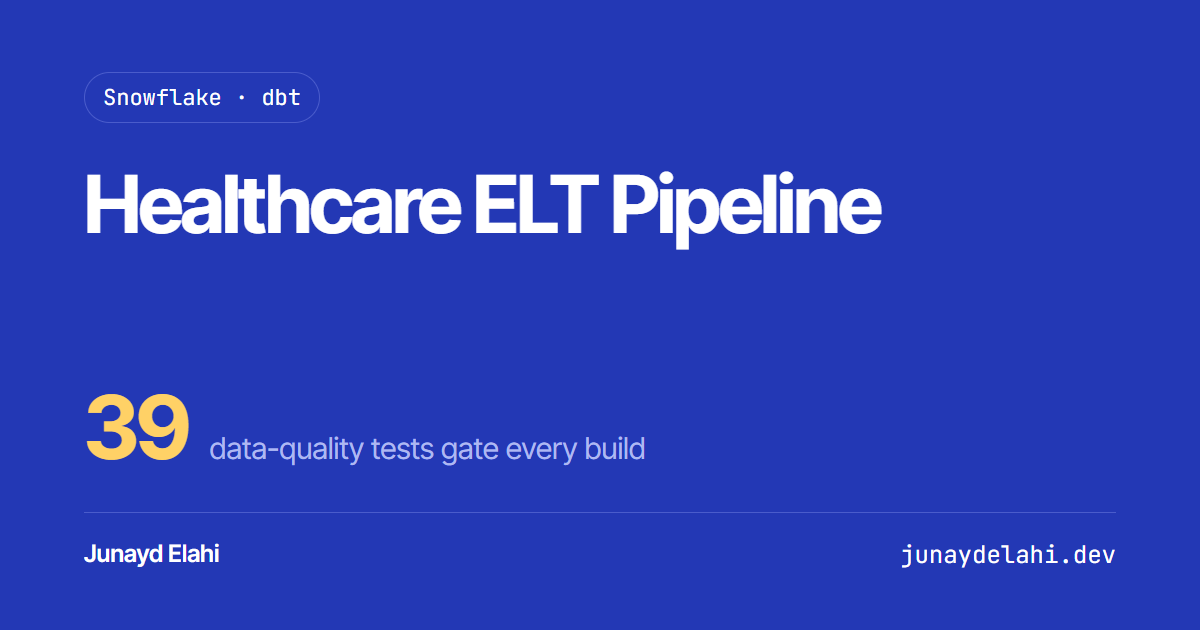 Snowflake · dbt
Healthcare ELT Pipeline
39 data-quality tests gate every build
Junayd Elahi
junaydelahi.dev